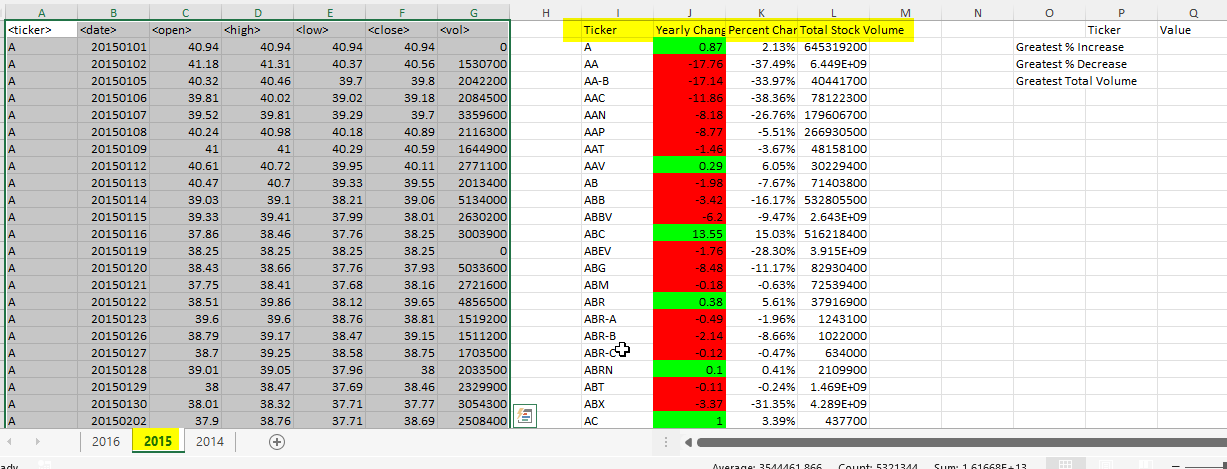 A B C D E F G H I J K L M N O P Q
<ticker> <date> <open> <high> <low> <close> <vol> Ticker Yearly Chang Percent Char Total Stock Volume Ticker Value
A 20150101 40.94 40.94 40.94 40.94 0 A 0.87 2.13% 645319200 Greatest % Increase
A 20150102 41.18 41.31 40.37 40.56 1530700 AA -17.76 -37.49% 6.449E+09 Greatest % Decrease
A 20150105 40.32 40.46 39.7 39.8 2042200 AA-B -17.14 -33.97% 40441700 Greatest Total Volume
A 20150106 39.81 40.02 39.02 39.18 2084500 AAC -11.86 -38.36% 78122300
A 20150107 39.52 39.81 39.29 39.7 3359600 AAN -8.18 -26.76% 179606700
A 20150108 40.24 40.98 40.18 40.89 2116300 AAP -8.77 -5.51% 266930500
A 20150109 41 41 40.29 40.59 1644900 AAT -1.46 -3.67% 48158100
A 20150112 40.61 40.72 39.95 40.11 2771100 AAV 0.29 6.05% 30229400
A 20150113 40.47 40.7 39.33 39.55 2013400 AB -1.98 -7.67% 71403800
A 20150114 39.03 39.1 38.21 39.06 5134000 ABB -3.42 -16.17% 532805500
A 20150115 39.33 39.41 37.99 38.01 2630200 ABBV -6.2 -9.47% 2.643E+09
A 20150116 37.86 38.46 37.76 38.25 3003900 ABC 13.55 15.03% 516218400
A 20150119 38.25 38.25 38.25 38.25 0 ABEV -1.76 -28.30% 3.915E+09
A 20150120 38.43 38.66 37.76 37.93 5033600 ABG -8.48 -11.17% 82930400
A 20150121 37.75 38.41 37.68 38.16 2721600 ABM -0.18 -0.63% 72539400
A 20150122 38.51 39.86 38.12 39.65 4856500 ABR 0.38 5.61% 37916900
A 20150123 39.6 39.6 38.76 38.81 1519200 ABR-A -0.49 -1.96% 1243100
A 20150126 38.79 39.17 38.47 39.15 1511200 ABR-B -2.14 -8.66% 1022000
A 20150127 38.7 39.25 38.58 38.75 1703500 ABR-C -0.12 -0.47% 634000
A 20150128 39.01 39.05 37.96 38 2033500 ABRN 0.1 0.41% 2109900
A 20150129 38 38.47 37.69 38.46 2329900 ABT -0.11 -0.24% 1.469E+09
A 20150130 38.01 38.32 37.71 37.77 3054300 ABX -3.37 -31.35% 4.289E+09
A 20150202 37.9 38.76 37.71 38.69 2508400 AC 1 3.39% 437700
2016 2015 2014
ady Average: 3544461.866 Count: 5321344 Sum: 1.61668E+13